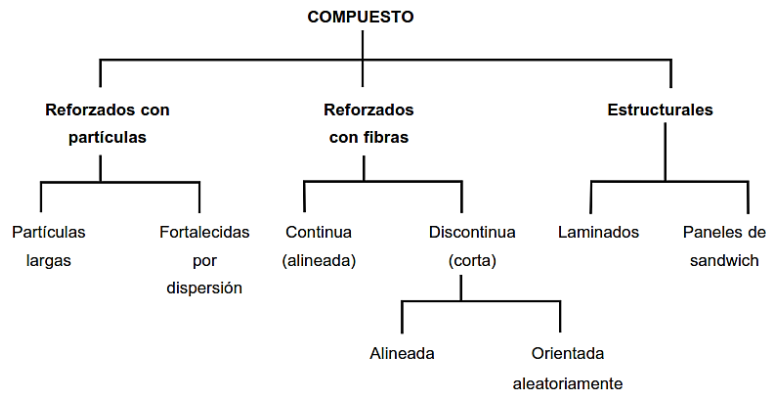 COMPUESTO
Reforzados con
partículas
Reforzados
con fibras
Estructurales
Partículas
largas
Fortalecidas
por
dispersión
Continua
(alineada)
Discontinua
(corta)
Laminados
Paneles de
sandwich
Alineada
Orientada
aleatoriamente